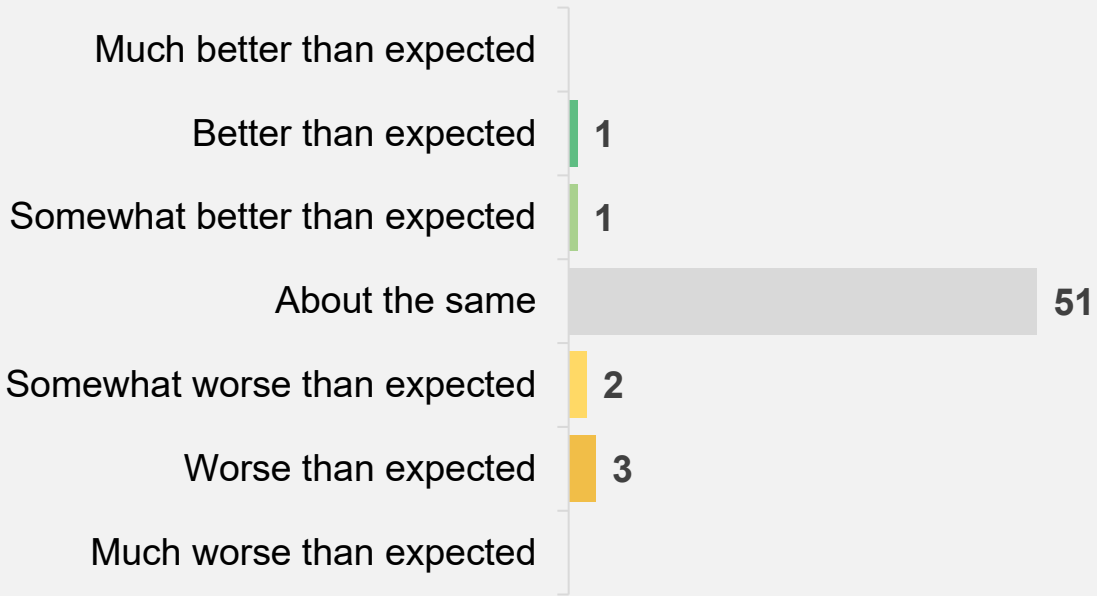 Much better than expected
Better than expected 1
Somewhat better than expected 1
About the same 51
Somewhat worse than expected 2
Worse than expected 3
Much worse than expected